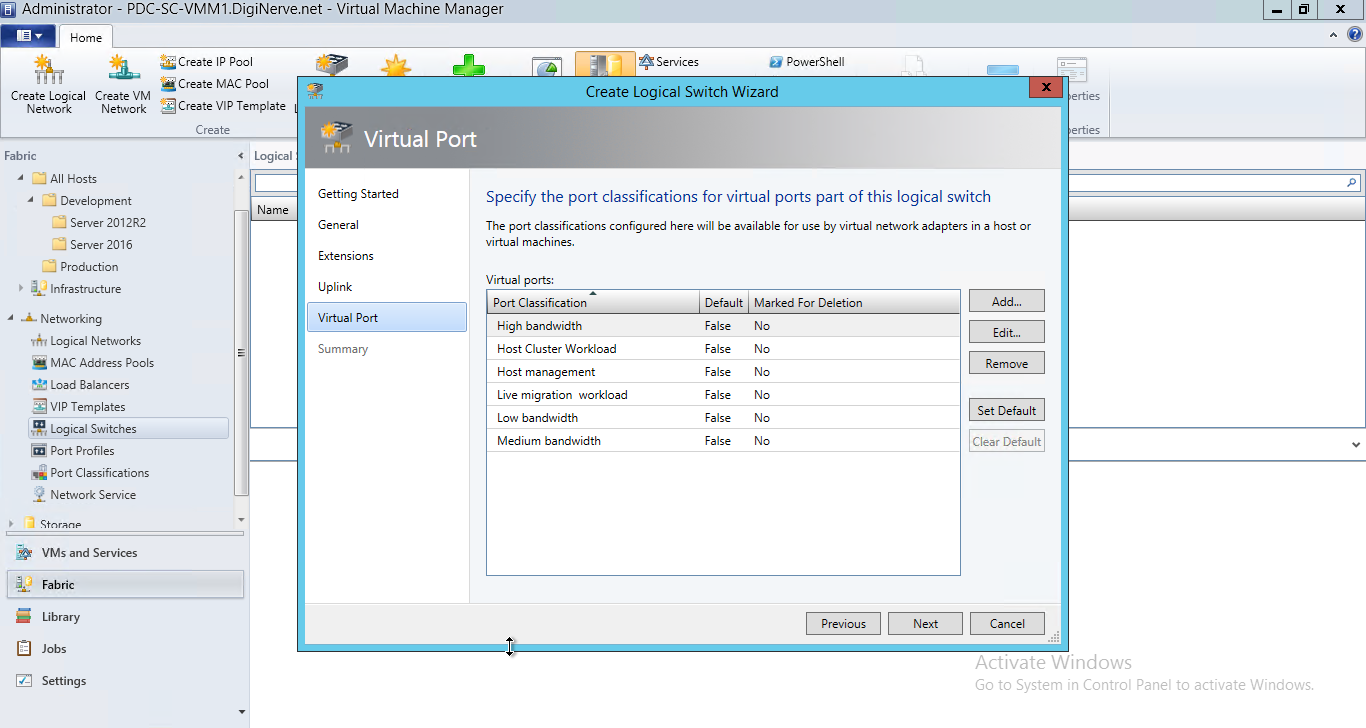 Administrator - PDC-SC-VMM1.DigiNerve.net - Virtual Machine Manager
Home
Create Logical Network
Create VM Network
Create IP Pool
Create MAC Pool
Create VIP Template
Create
Services
PowerShell
Fabric
All Hosts
Development
Server 2012R2
Server 2016
Production
Infrastructure
Networking
Logical Networks
MAC Address Pools
Load Balancers
VIP Templates
Logical Switches
Port Profiles
Port Classifications
Network Service
Storage
VMs and Services
Fabric
Library
Jobs
Settings
Logical
Name
Create Logical Switch Wizard
Virtual Port
Getting Started
General
Extensions
Uplink
Virtual Port
Summary
Specify the port classifications for virtual ports part of this logical switch
The port classifications configured here will be available for use by virtual network adapters in a host or
virtual machines.
Virtual ports:
Port Classification Default Marked For Deletion
High bandwidth False No
Host Cluster Workload False No
Host management False No
Live migration workload False No
Low bandwidth False No
Medium bandwidth False No
Add...
Edit...
Remove
Set Default
Clear Default
Previous Next Cancel
Activate Windows
Go to System in Control Panel to activate Windows.